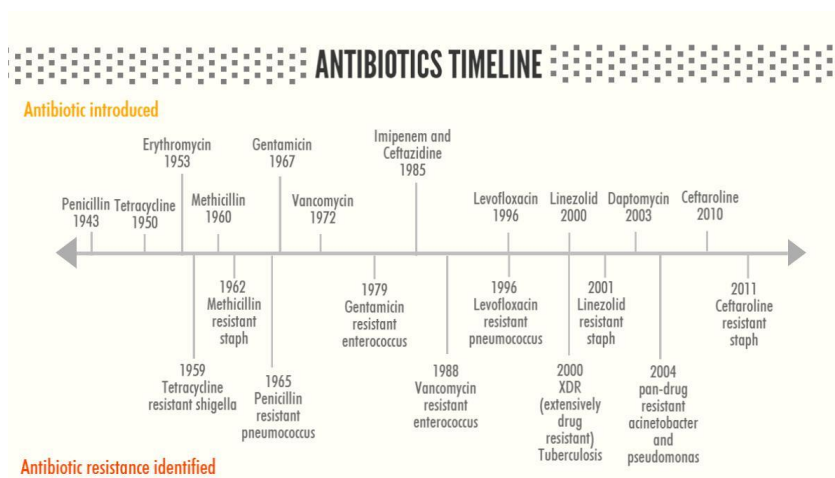 ANTIBIOTICS TIMELINE
Antibiotic introduced
Penicillin
1943
Tetracycline
1950
Erythromycin
1953
Methicillin
1960
Gentamicin
1967
Vancomycin
1972
Imipenem and
Ceftazidine
1985
Levofloxacin
1996
Linezolid
2000
Daptomycin
2003
Ceftaroline
2010
1959
Tetracycline
resistant shigella
1962
Methicillin
resistant
staph
1965
Penicillin
resistant
pneumococcus
1979
Gentamicin
resistant
enterococcus
1988
Vancomycin
resistant
enterococcus
1996
Levofloxacin
resistant
pneumococcus
2000
XDR
(extensively
drug
resistant)
Tuberculosis
2001
Linezolid
resistant
staph
2004
pan-drug
resistant
acinetobacter
and
pseudomonas
2011
Ceftaroline
resistant
staph
Antibiotic resistance identified